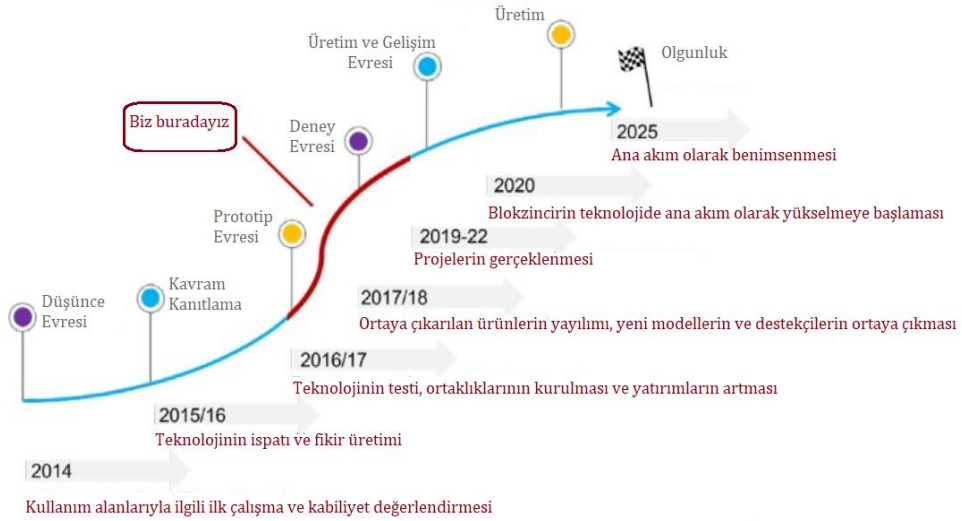 Üretim
Üretim ve Gelişim
Evresi
Olgunluk
Biz buradayız
Deney
Evresi
2025
Ana akım olarak benimsenmesi
2020
Blokzincirin teknolojide ana akım olarak yükselmeye başlaması
Prototip
Evresi
2019-22
Projelerin gerçeklenmesi
Kavram
Kanıtlama
Düşünce
Evresi
2017/18
Ortaya çıkarılan ürünlerin yayılımı, yeni modellerin ve destekçilerin ortaya çıkması
2016/17
Teknolojinin testi, ortaklıklarının kurulması ve yatırımların artması
2015/16
Teknolojinin ispatı ve fikir üretimi
2014
Kullanım alanlarıyla ilgili ilk çalışma ve kabiliyet değerlendirmesi